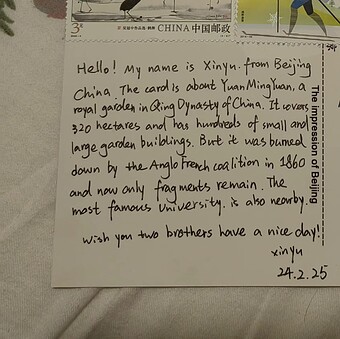 3元
CHINA 中国邮政
Hello! My name is Xinyu. from Beijing
China. The card is about YuanMingYuan, a
royal garden in Qing Dynasty of China. It covers
320 hectares and has hundreds of small and
large garden buildings. But it was burned
down by the Anglo French coalition in 1860
and now only fragments remain. The
most famous University. is also nearby.
wish you two brothers have a nice day!
xinyu
24.2.25
The impression of Beijing